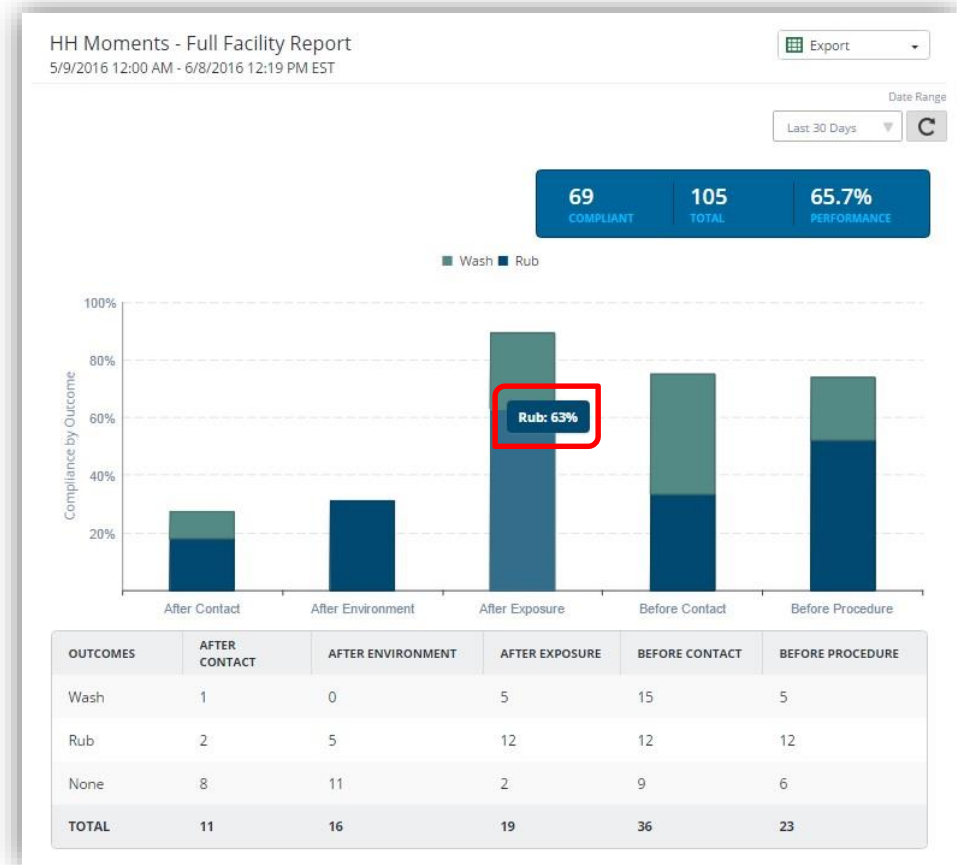 HH Moments - Full Facility Report
Export
5/9/2016 12:00 AM - 6/8/2016 12:19 PM EST
Date Range
Last 30 Days
69 105 65.7%
COMPLIANT TOTAL PERFORMANCE
Wash Rub
Compliance by Outcome
100%
80%
60%
40%
20%
Rub: 63%
After Contact After Environment After Exposure Before Contact Before Procedure
OUTCOMES AFTER CONTACT AFTER ENVIRONMENT AFTER EXPOSURE BEFORE CONTACT BEFORE PROCEDURE
Wash 1 0 5 15 5
Rub 2 5 12 12 12
None 8 11 2 9 6
TOTAL 11 16 19 36 23